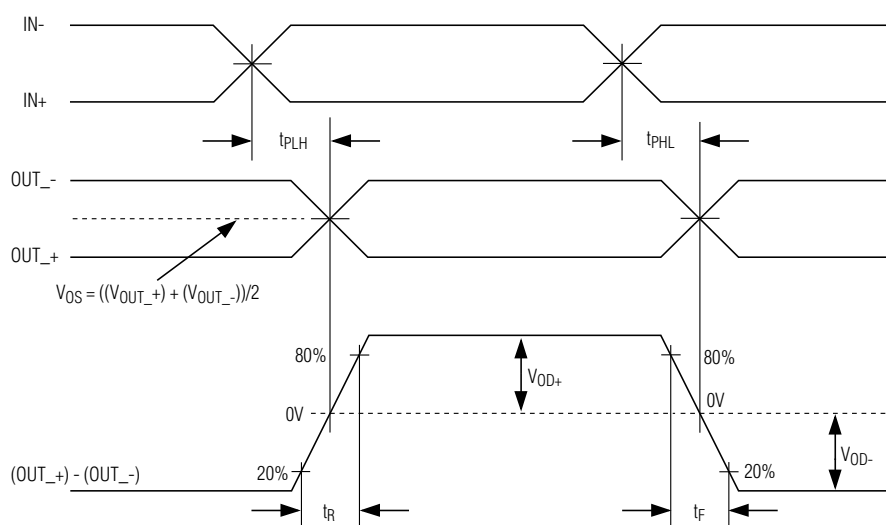 IN-
IN+
tPLH
tPHL
OUT_-
OUT_+
VOS = ((VOUT_+) + (VOUT_-))/2
80%
VOD+
80%
0V
0V
20%
(OUT_+) - (OUT_-)
20%
VOD-
tR
tF